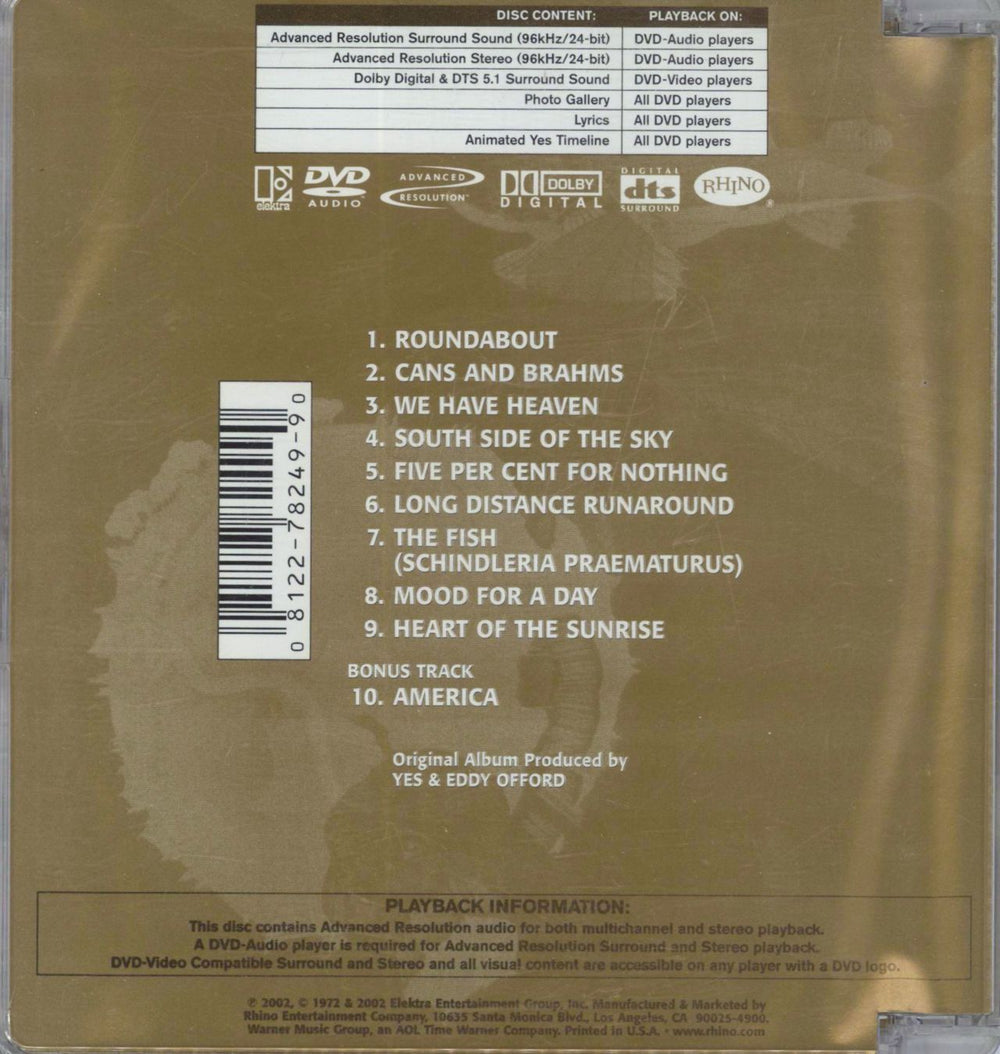 DISC CONTENT: PLAYBACK ON:
Advanced Resolution Surround Sound (96kHz/24-bit) DVD-Audio players
Advanced Resolution Stereo (96kHz/24-bit) DVD-Audio players
Dolby Digital & DTS 5.1 Surround Sound DVD-Video players
Photo Gallery All DVD players
Lyrics All DVD players
Animated Yes Timeline All DVD players
elektra
DVD AUDIO
ADVANCED RESOLUTION™
DOLBY DIGITAL
DIGITAL dts SURROUND
RHINO®
1. ROUNDABOUT
2. CANS AND BRAHMS
3. WE HAVE HEAVEN
4. SOUTH SIDE OF THE SKY
5. FIVE PER CENT FOR NOTHING
6. LONG DISTANCE RUNAROUND
7. THE FISH
(SCHINDLERIA PRAEMATURUS)
8. MOOD FOR A DAY
9. HEART OF THE SUNRISE
BONUS TRACK
10. AMERICA
0 8122-78249-9 0
Original Album Produced by
YES & EDDY OFFORD
PLAYBACK INFORMATION:
This disc contains Advanced Resolution audio for both multichannel and stereo playback.
A DVD-Audio player is required for Advanced Resolution Surround and Stereo playback.
DVD-Video Compatible Surround and Stereo and all visual content are accessible on any player with a DVD logo.
℗ 2002, © 1972 & 2002 Elektra Entertainment Group, Inc. Manufactured & Marketed by
Rhino Entertainment Company, 10635 Santa Monica Blvd., Los Angeles, CA 90025-4900.
Warner Music Group, an AOL Time Warner Company. Printed in U.S.A. • www.rhino.com